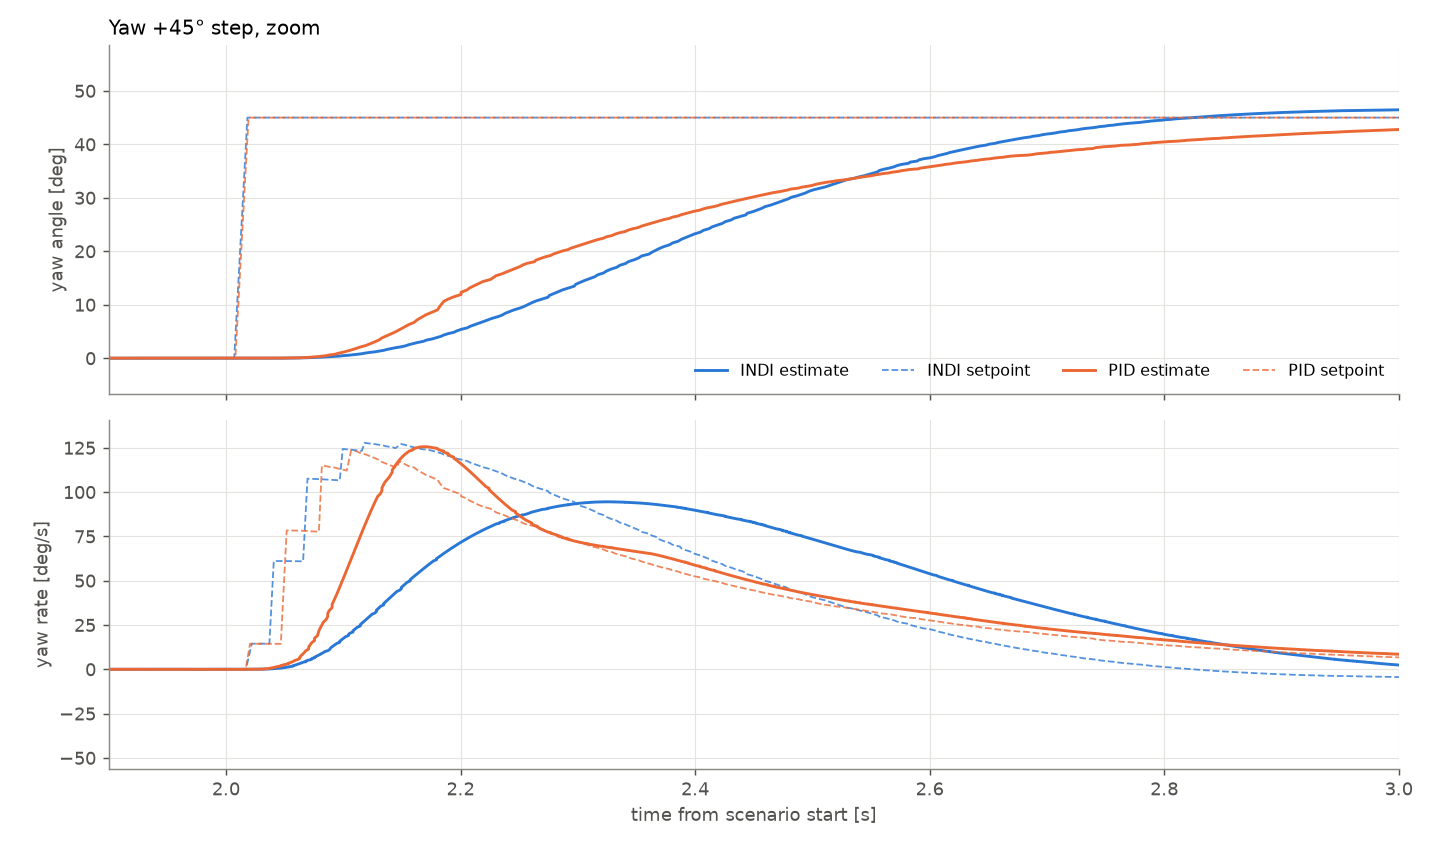 Yaw +45° step, zoom
yaw angle [deg]
50
40
30
20
10
0
INDI estimate INDI setpoint PID estimate PID setpoint
yaw rate [deg/s]
125
100
75
50
25
0
−25
−50
2.0 2.2 2.4 2.6 2.8 3.0
time from scenario start [s]